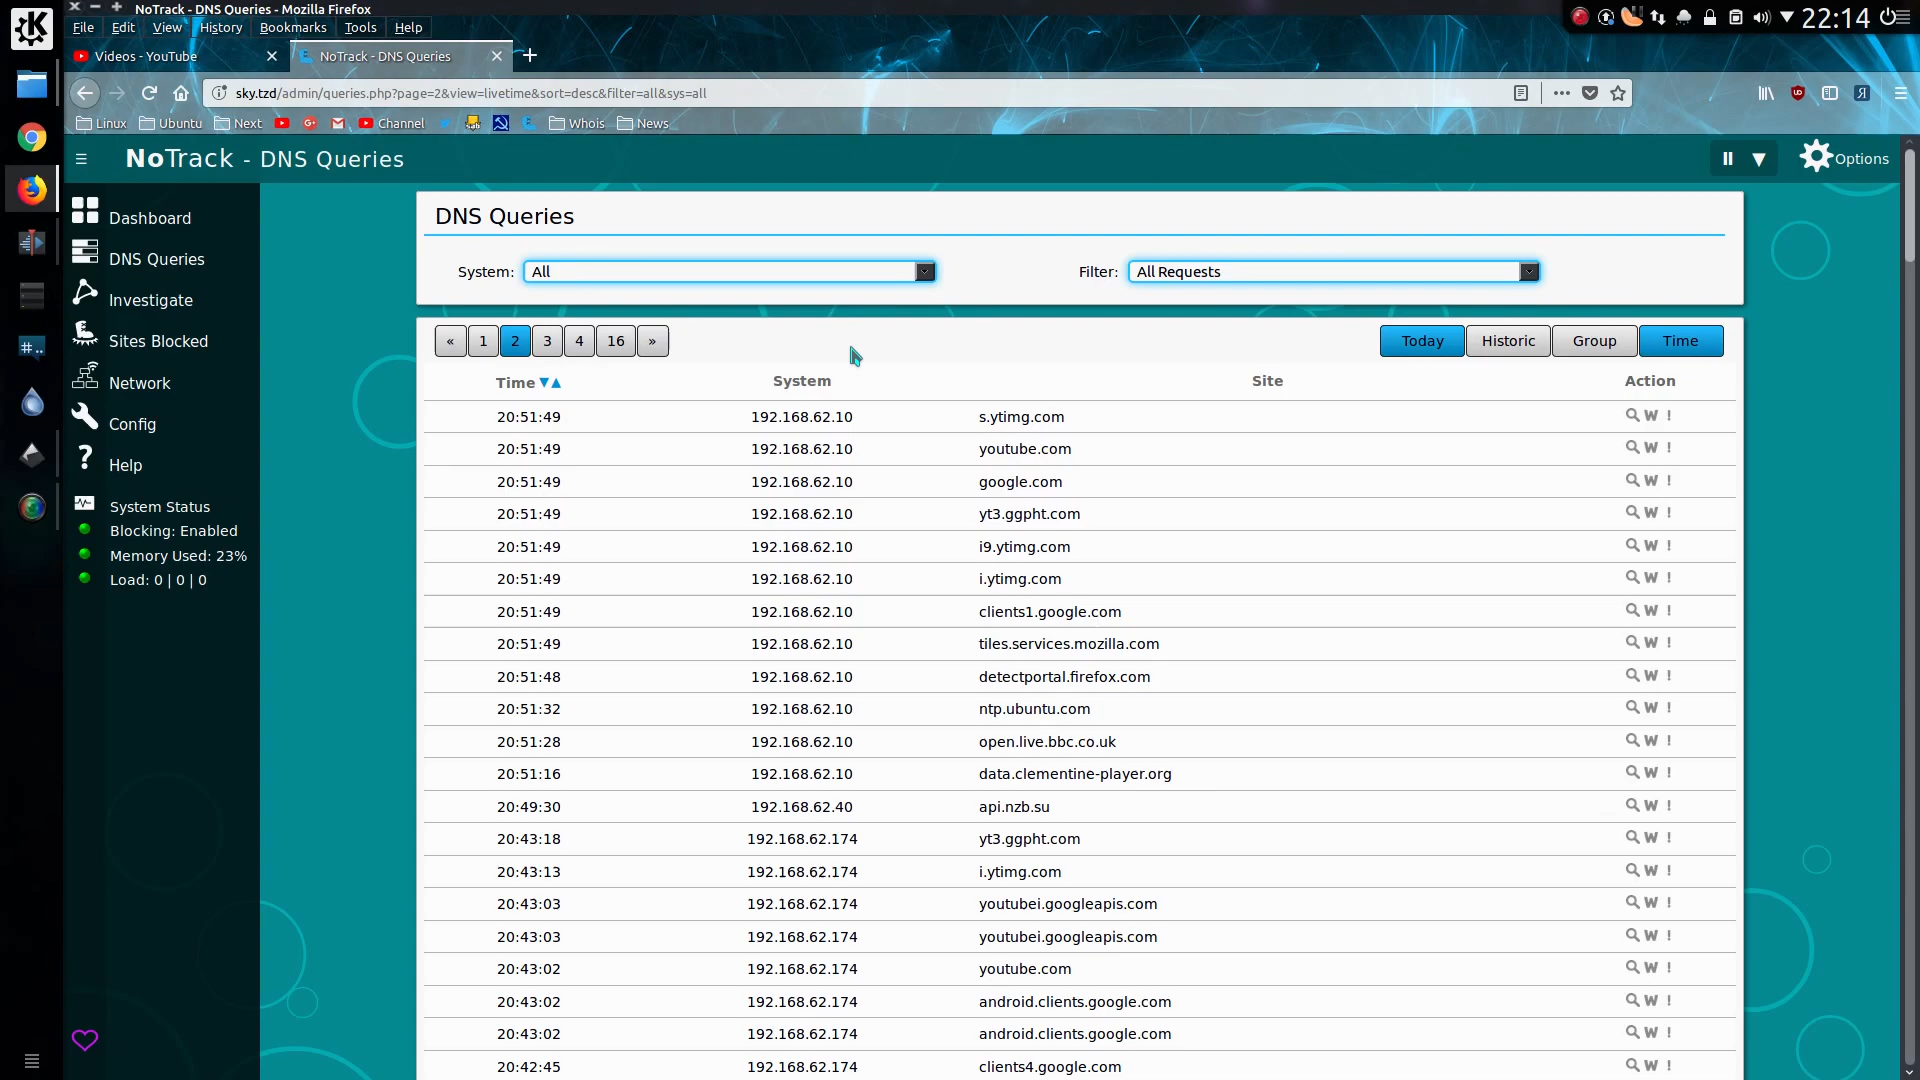 NoTrack - DNS Queries - Mozilla Firefox
22:14
File Edit View History Bookmarks Tools Help
Videos - YouTube
NoTrack - DNS Queries
sky.tzd/admin/queries.php?page=2&view=livetime&sort=desc&filter=all&sys=all
Linux Ubuntu Next Channel Whois News
NoTrack - DNS Queries
Options
Dashboard
DNS Queries
Investigate
Sites Blocked
Network
Config
Help
System Status
Blocking: Enabled
Memory Used: 23%
Load: 0 | 0 | 0
DNS Queries
System: All
Filter: All Requests
« 1 2 3 4 16 »
Today Historic Group Time
Time▼▲ System Site Action
20:51:49 192.168.62.10 s.ytimg.com W !
20:51:49 192.168.62.10 youtube.com W !
20:51:49 192.168.62.10 google.com W !
20:51:49 192.168.62.10 yt3.ggpht.com W !
20:51:49 192.168.62.10 i9.ytimg.com W !
20:51:49 192.168.62.10 i.ytimg.com W !
20:51:49 192.168.62.10 clients1.google.com W !
20:51:49 192.168.62.10 tiles.services.mozilla.com W !
20:51:48 192.168.62.10 detectportal.firefox.com W !
20:51:32 192.168.62.10 ntp.ubuntu.com W !
20:51:28 192.168.62.10 open.live.bbc.co.uk W !
20:51:16 192.168.62.10 data.clementine-player.org W !
20:49:30 192.168.62.40 api.nzb.su W !
20:43:18 192.168.62.174 yt3.ggpht.com W !
20:43:13 192.168.62.174 i.ytimg.com W !
20:43:03 192.168.62.174 youtubei.googleapis.com W !
20:43:03 192.168.62.174 youtubei.googleapis.com W !
20:43:02 192.168.62.174 youtube.com W !
20:43:02 192.168.62.174 android.clients.google.com W !
20:43:02 192.168.62.174 android.clients.google.com W !
20:42:45 192.168.62.174 clients4.google.com W !